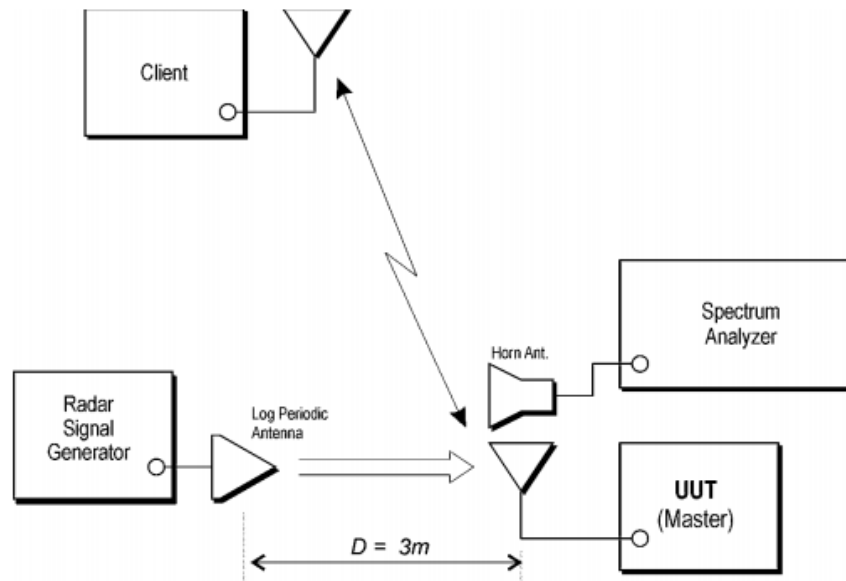 Client
Spectrum
Analyzer
Horn Ant.
Radar
Signal
Generator
Log Periodic
Antenna
UUT
(Master)
D = 3m